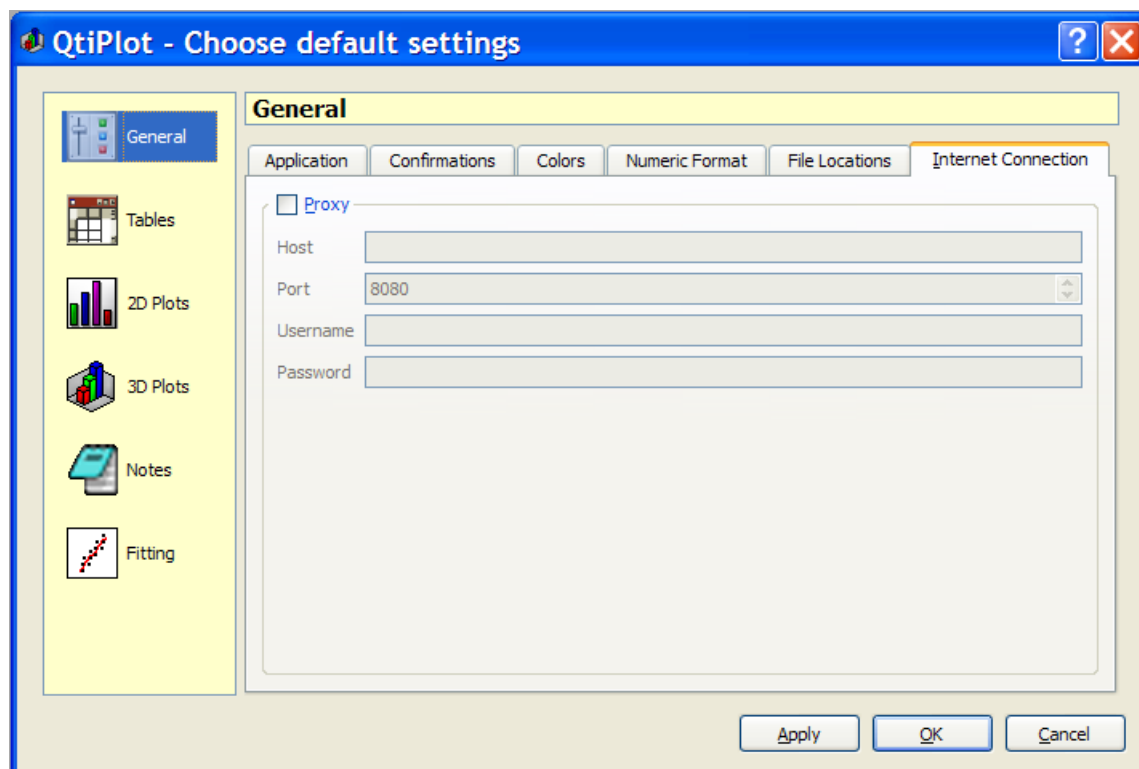 QtiPlot - Choose default settings
General
Tables
2D Plots
3D Plots
Notes
Fitting
General
Application Confirmations Colors Numeric Format File Locations Internet Connection
Proxy
Host
Port 8080
Username
Password
Apply OK Cancel